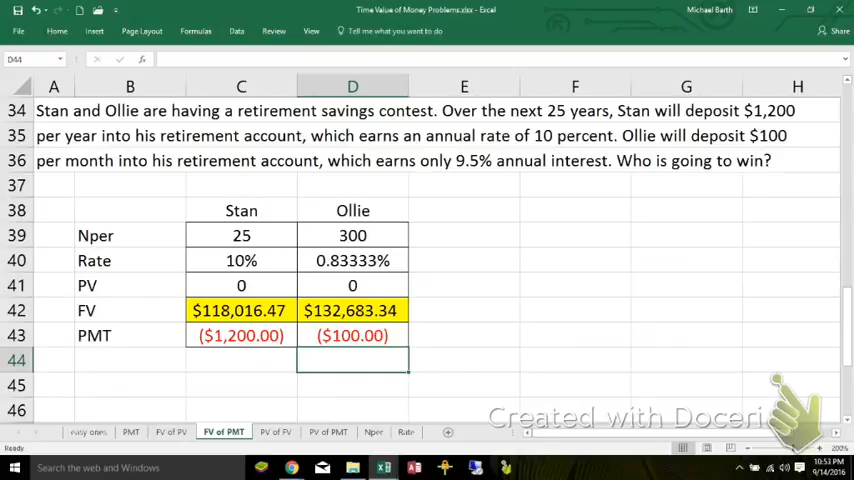 Time Value of Money Problems.xlsx - Excel
Michael Barth
File Home Insert Page Layout Formulas Data Review View Tell me what you want to do Share
D44 fx
A B C D E F G H
34 Stan and Ollie are having a retirement savings contest. Over the next 25 years, Stan will deposit $1,200
35 per year into his retirement account, which earns an annual rate of 10 percent. Ollie will deposit $100
36 per month into his retirement account, which earns only 9.5% annual interest. Who is going to win?
37
38 Stan Ollie
39 Nper 25 300
40 Rate 10% 0.83333%
41 PV 0 0
42 FV $118,016.47 $132,683.34
43 PMT ($1,200.00) ($100.00)
44
45
46
Created with Doceri
easy ones PMT FV of PV FV of PMT PV of FV PV of PMT Nper Rate
Ready 200%
Search the web and Windows
10:53 PM
9/14/2016